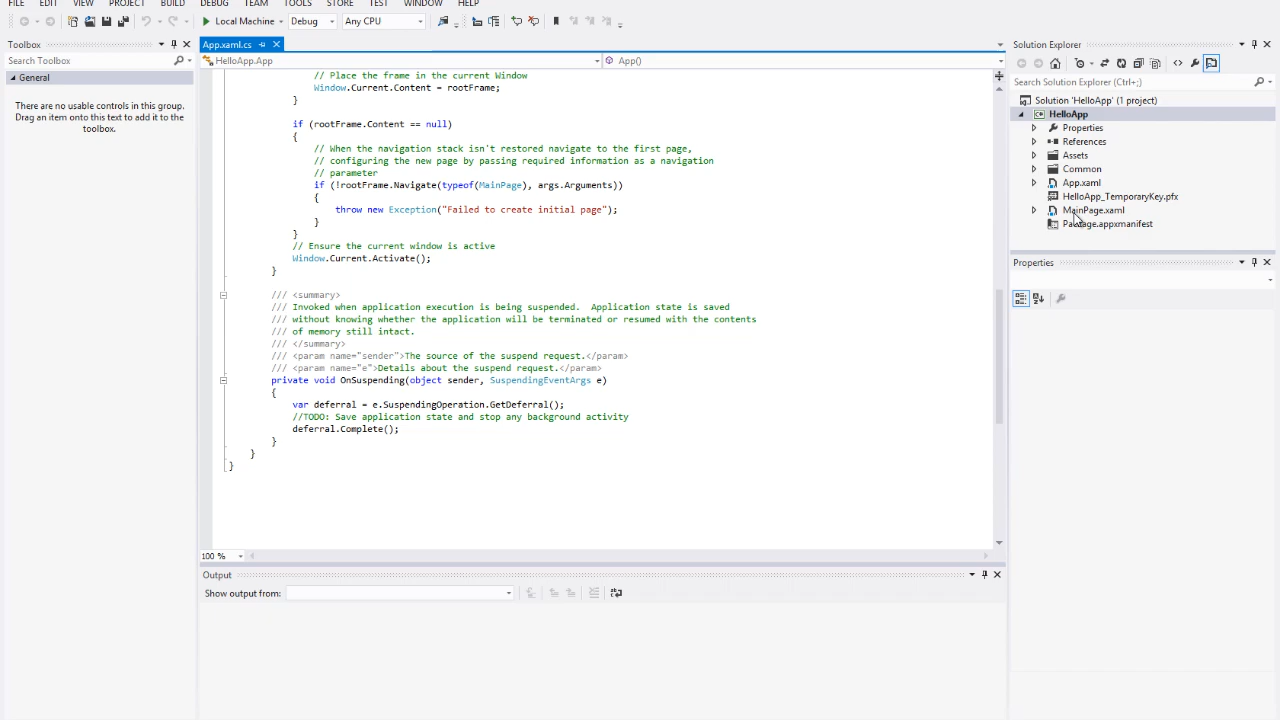 FILE EDIT VIEW PROJECT BUILD DEBUG TEAM TOOLS STORE TEST WINDOW HELP
Local Machine Debug Any CPU
Toolbox
Search Toolbox
General
There are no usable controls in this group.
Drag an item onto this text to add it to the
toolbox.
App.xaml.cs
HelloApp.App App()
// Place the frame in the current Window
Window.Current.Content = rootFrame;
}
if (rootFrame.Content == null)
{
// When the navigation stack isn't restored navigate to the first page,
// configuring the new page by passing required information as a navigation
// parameter
if (!rootFrame.Navigate(typeof(MainPage), args.Arguments))
{
throw new Exception("Failed to create initial page");
}
}
// Ensure the current window is active
Window.Current.Activate();
}
/// <summary>
/// Invoked when application execution is being suspended.  Application state is saved
/// without knowing whether the application will be terminated or resumed with the contents
/// of memory still intact.
/// </summary>
/// <param name="sender">The source of the suspend request.</param>
/// <param name="e">Details about the suspend request.</param>
private void OnSuspending(object sender, SuspendingEventArgs e)
{
var deferral = e.SuspendingOperation.GetDeferral();
//TODO: Save application state and stop any background activity
deferral.Complete();
}
}
}
100 %
Output
Show output from:
Solution Explorer
Search Solution Explorer (Ctrl+;)
Solution 'HelloApp' (1 project)
HelloApp
Properties
References
Assets
Common
App.xaml
HelloApp_TemporaryKey.pfx
MainPage.xaml
Package.appxmanifest
Properties